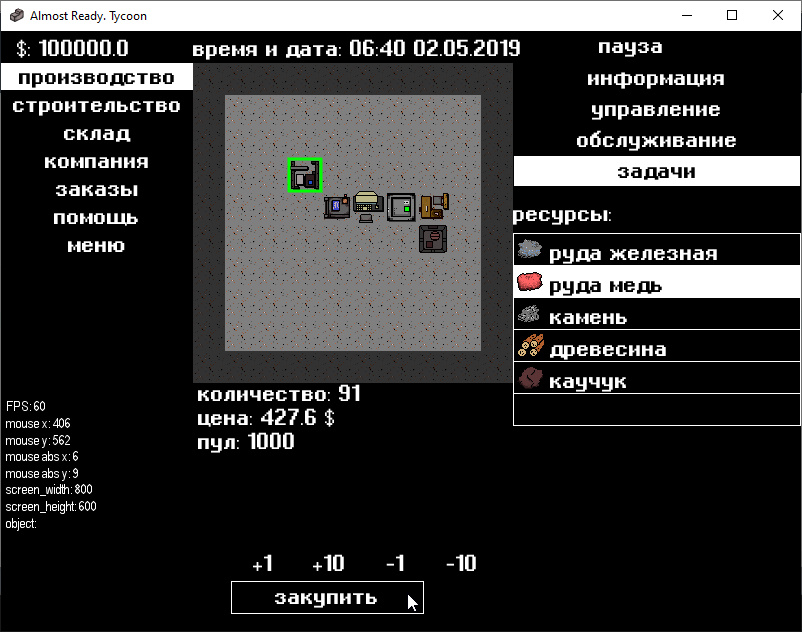 Almost Ready. Tycoon
$: 100000.0
время и дата: 06:40 02.05.2019
пауза
производство
строительство
склад
компания
заказы
помощь
меню
информация
управление
обслуживание
задачи
ресурсы:
руда железная
руда медь
камень
древесина
каучук
количество: 91
цена: 427.6 $
пул: 1000
FPS: 60
mouse x: 406
mouse y: 562
mouse abs x: 6
mouse abs y: 9
screen_width: 800
screen_height: 600
object:
+1 +10 -1 -10
закупить